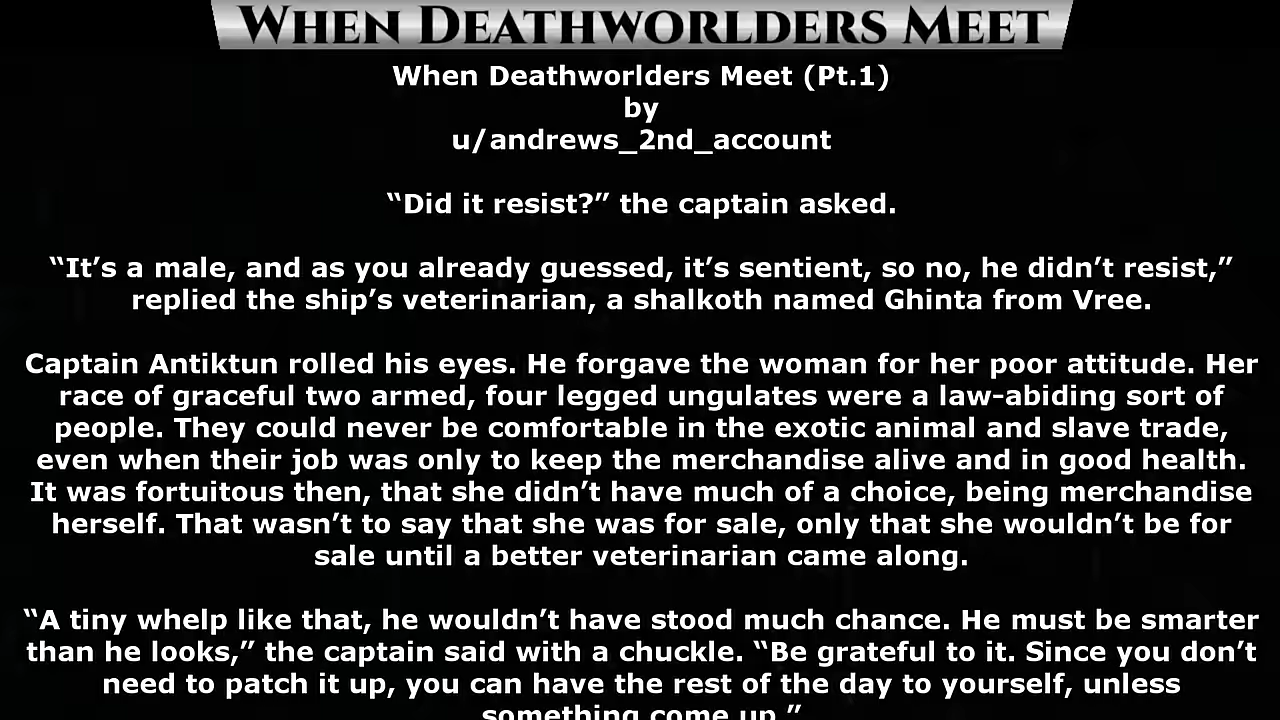 WHEN DEATHWORLDERS MEET
When Deathworlders Meet (Pt.1)
by
u/andrews_2nd_account
“Did it resist?” the captain asked.
“It’s a male, and as you already guessed, it’s sentient, so no, he didn’t resist,”
replied the ship’s veterinarian, a shalkoth named Ghinta from Vree.
Captain Antiktun rolled his eyes. He forgave the woman for her poor attitude. Her
race of graceful two armed, four legged ungulates were a law-abiding sort of
people. They could never be comfortable in the exotic animal and slave trade,
even when their job was only to keep the merchandise alive and in good health.
It was fortuitous then, that she didn’t have much of a choice, being merchandise
herself. That wasn’t to say that she was for sale, only that she wouldn’t be for
sale until a better veterinarian came along.
“A tiny whelp like that, he wouldn’t have stood much chance. He must be smarter
than he looks,” the captain said with a chuckle. “Be grateful to it. Since you don’t
need to patch it up, you can have the rest of the day to yourself, unless
something come up.”